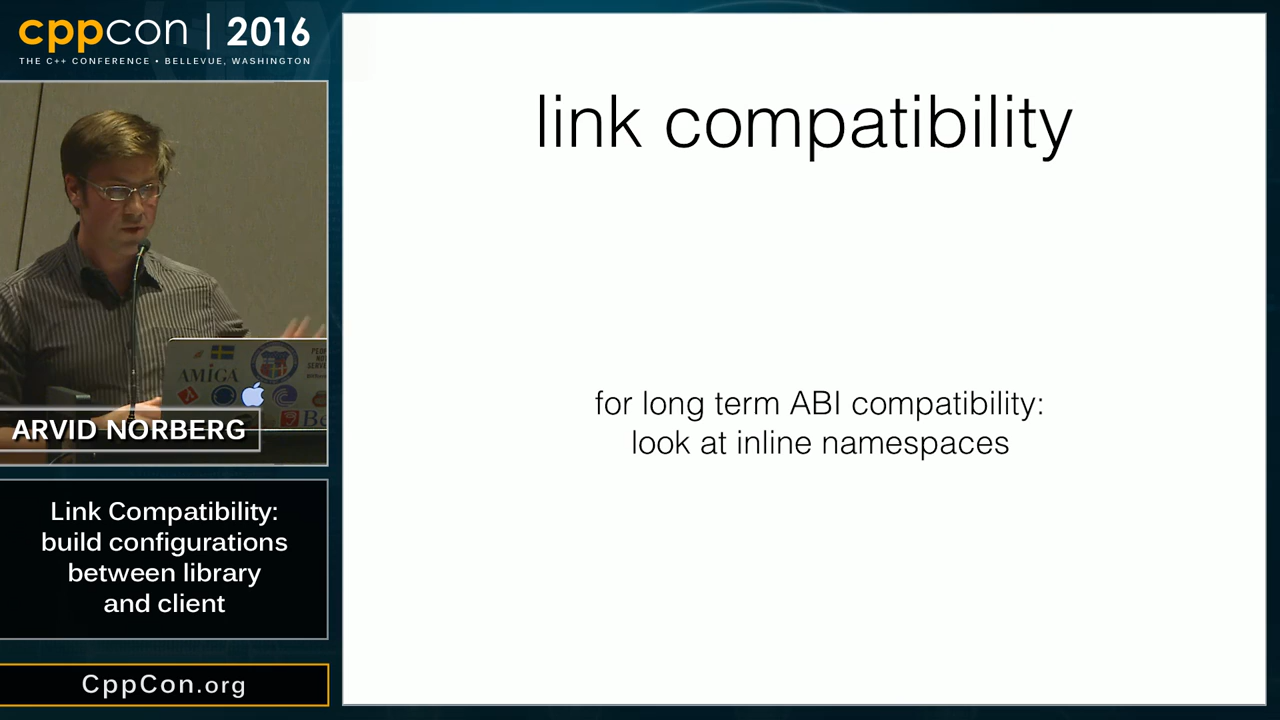 cppcon | 2016
THE C++ CONFERENCE • BELLEVUE, WASHINGTON
AMIGA
ARVID NORBERG
Link Compatibility:
build configurations
between library
and client
CppCon.org
link compatibility
for long term ABI compatibility:
look at inline namespaces